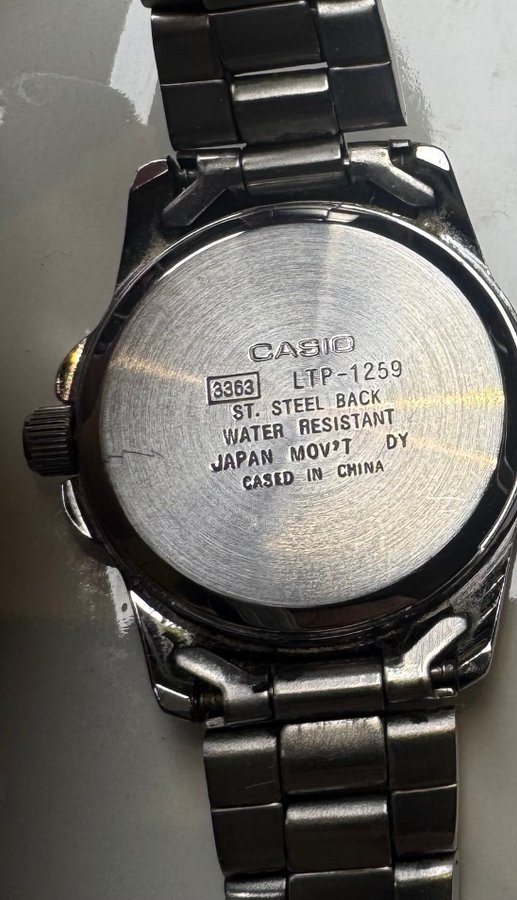 CASIO
3363 LTP-1259
ST. STEEL BACK
WATER RESISTANT
JAPAN MOV'T DY
CASED IN CHINA